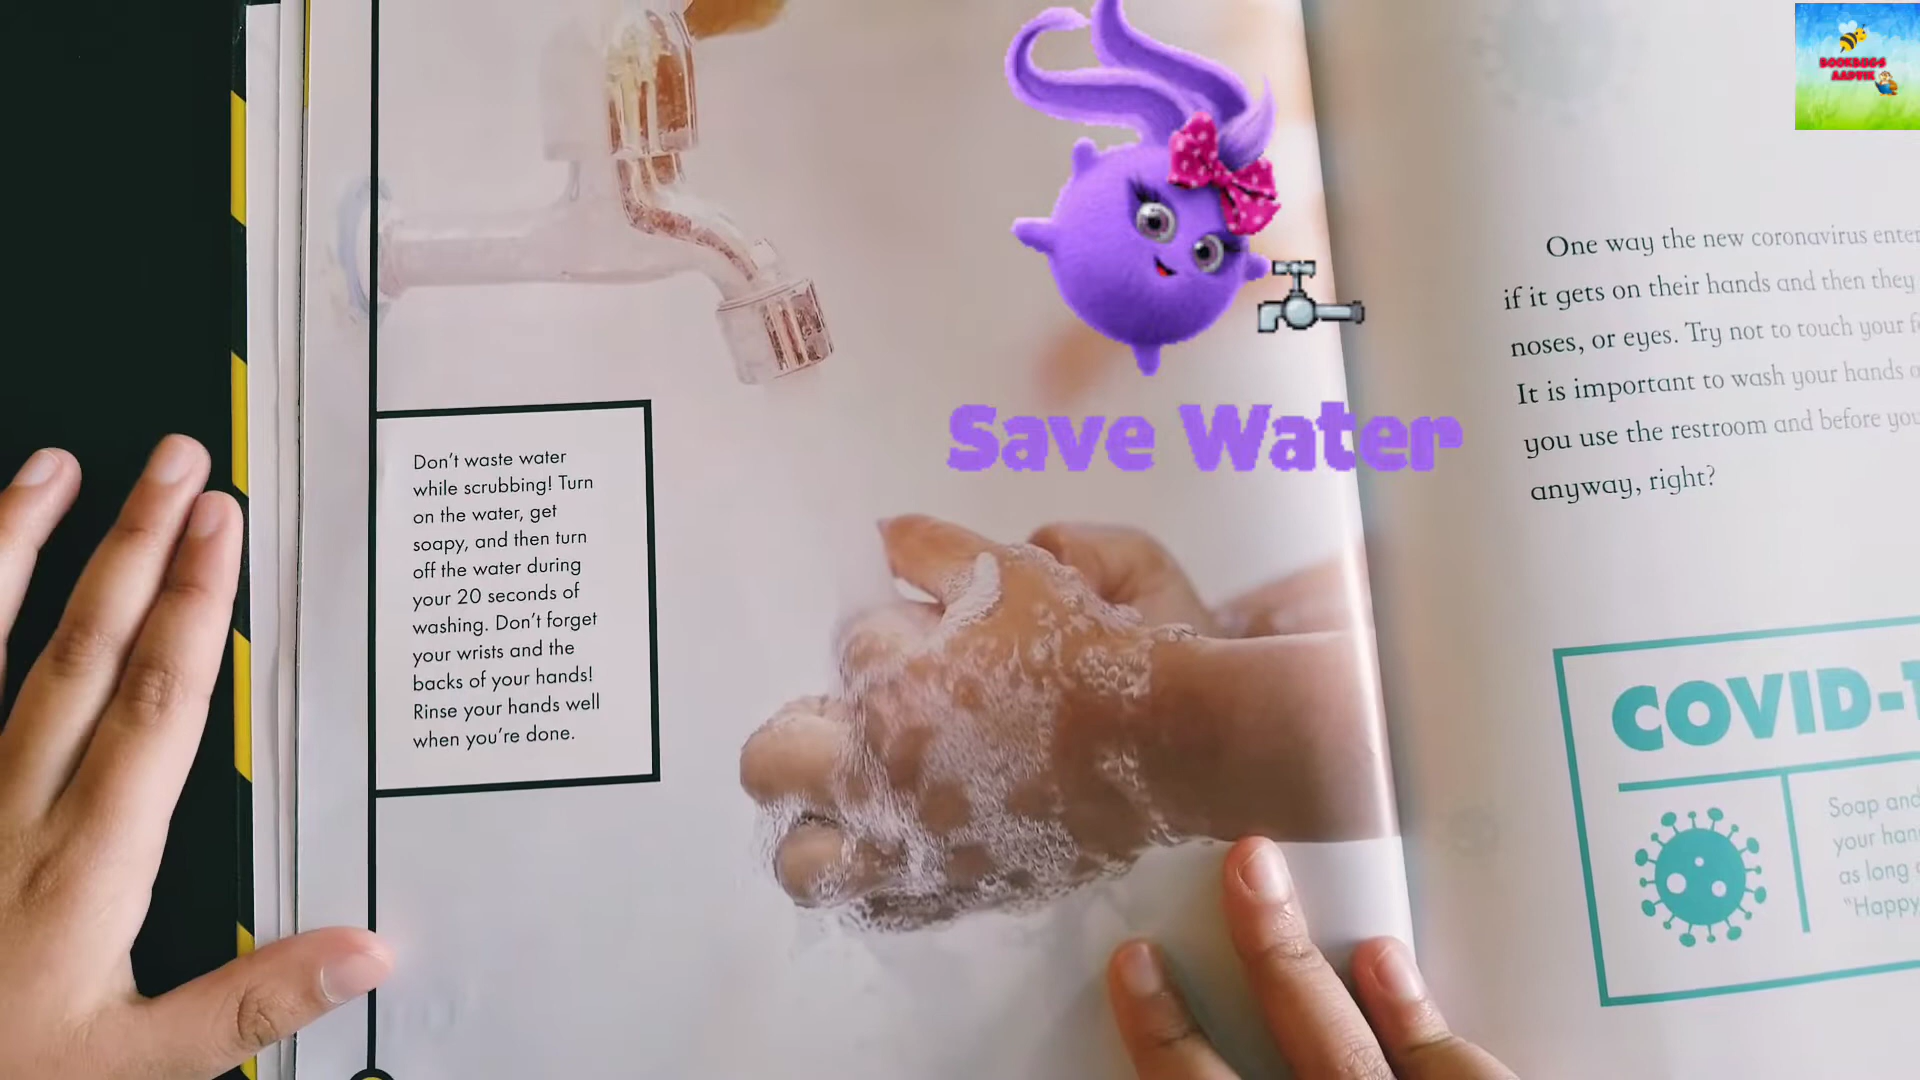 BOOKBUGS
AADVIK
Save Water
Don't waste water
while scrubbing! Turn
on the water, get
soapy, and then turn
off the water during
your 20 seconds of
washing. Don't forget
your wrists and the
backs of your hands!
Rinse your hands well
when you're done.
One way the new coronavirus enter
if it gets on their hands and then they
noses, or eyes. Try not to touch your f
It is important to wash your hands
you use the restroom and before you
anyway, right?
COVID-1
Soap and
your han
as long
"Happy